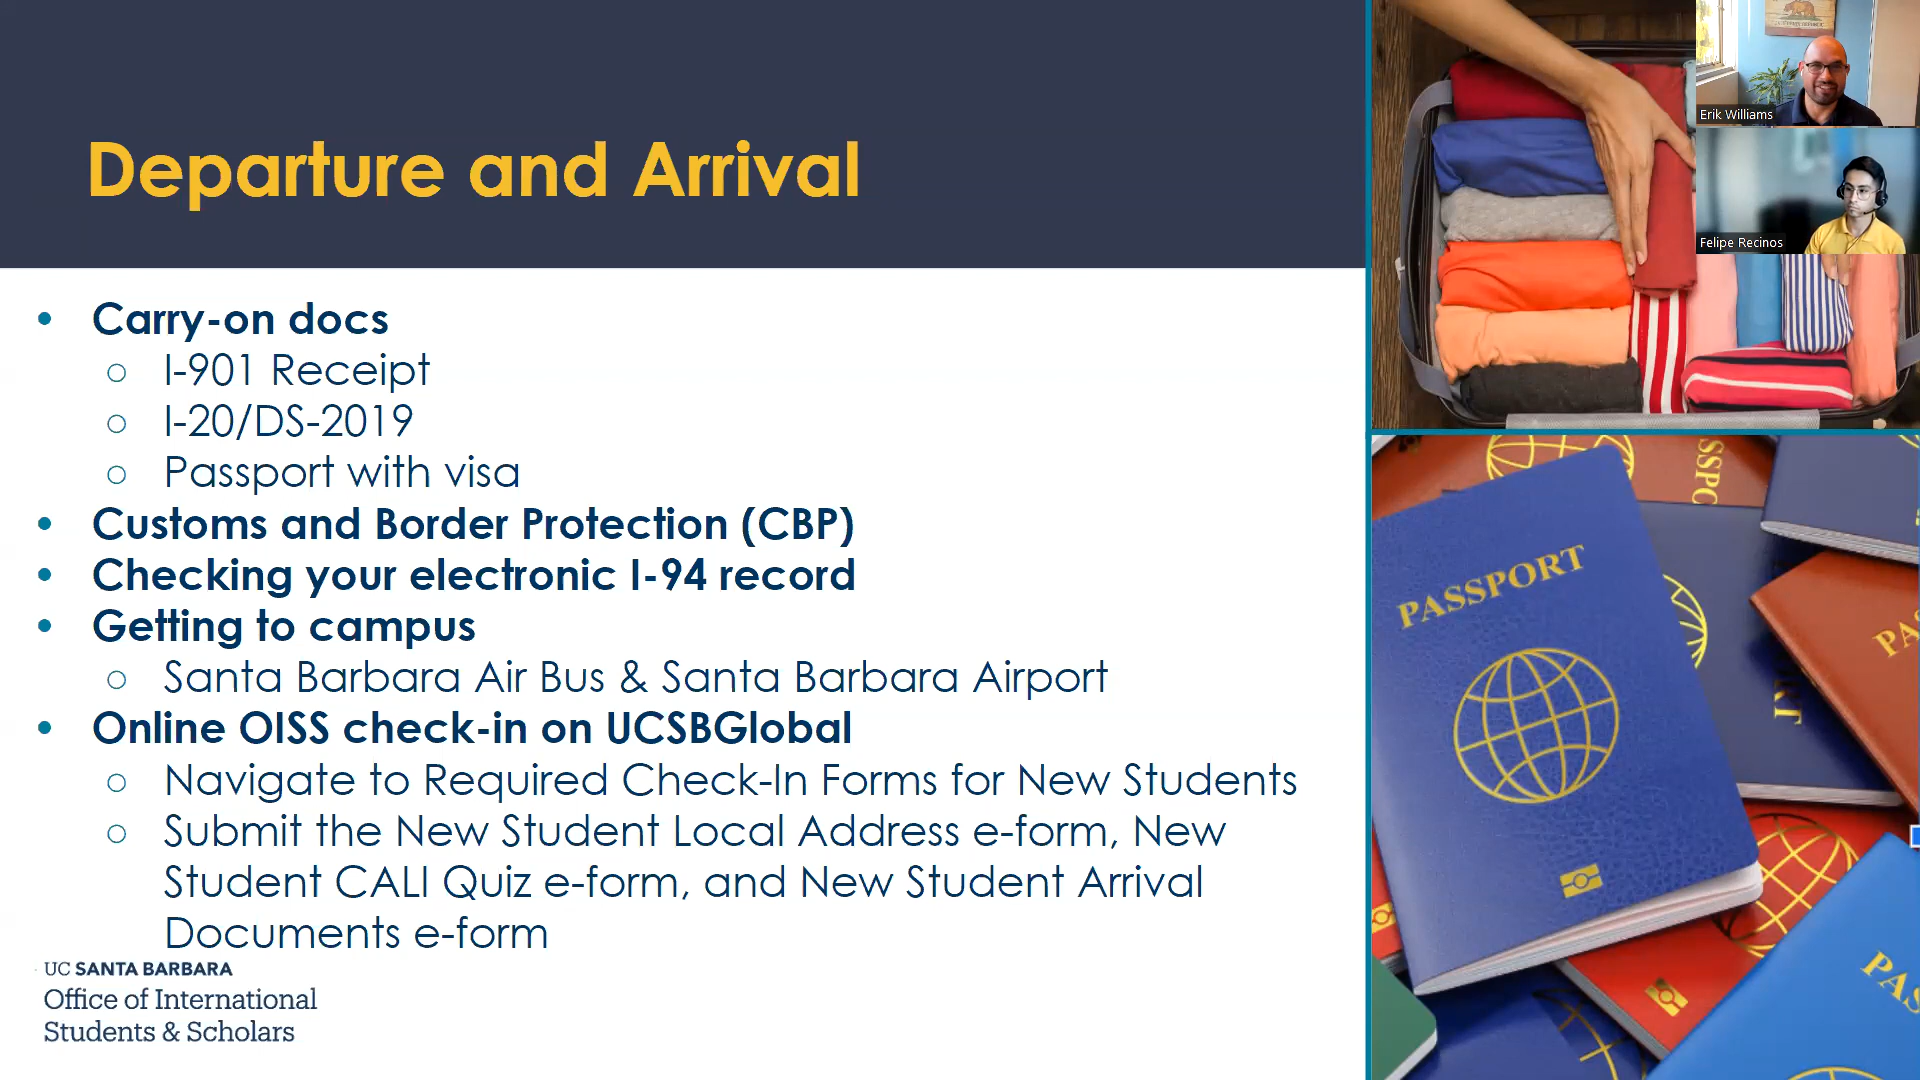 Departure and Arrival
• Carry-on docs
○ I-901 Receipt
○ I-20/DS-2019
○ Passport with visa
• Customs and Border Protection (CBP)
• Checking your electronic I-94 record
• Getting to campus
○ Santa Barbara Air Bus & Santa Barbara Airport
• Online OISS check-in on UCSBGlobal
○ Navigate to Required Check-In Forms for New Students
○ Submit the New Student Local Address e-form, New
Student CALI Quiz e-form, and New Student Arrival
Documents e-form
UC SANTA BARBARA
Office of International
Students & Scholars
Erik Williams
Felipe Recinos
SSPO
PASSPORT
PA
RT
PAS